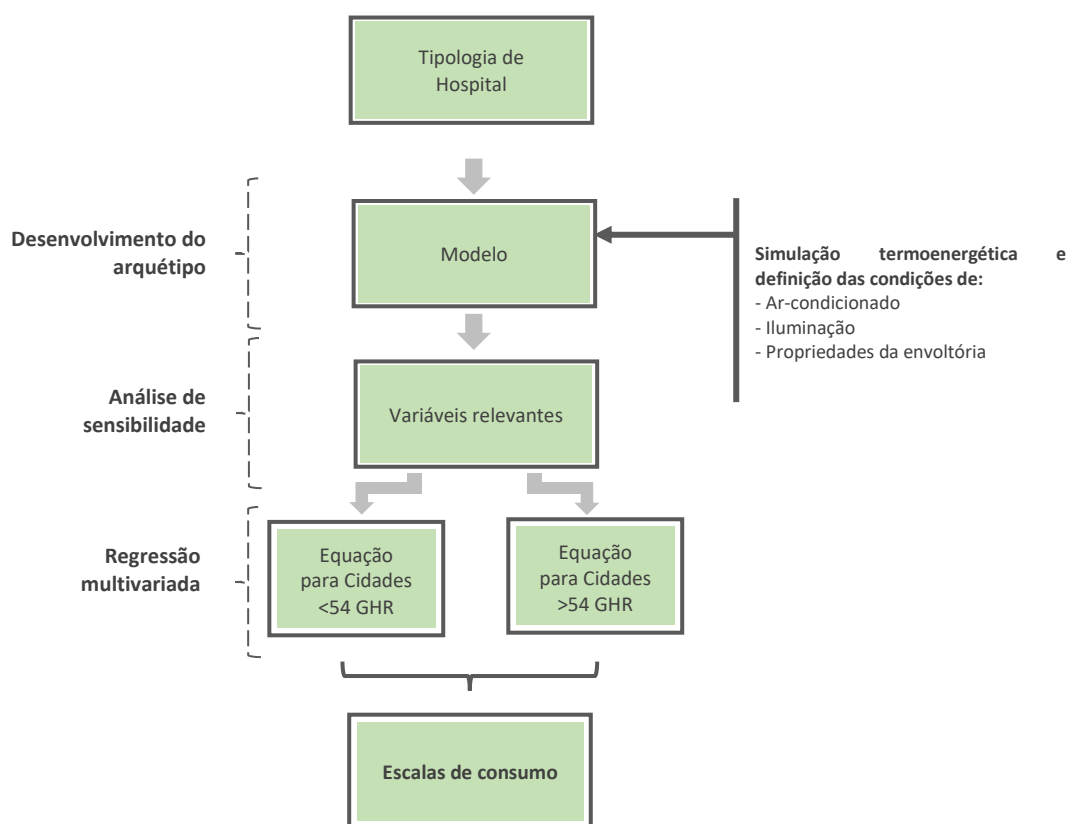 Tipologia de
Hospital
Desenvolvimento do
arquétipo
Modelo
Simulação termoenergética e
definição das condições de:
- Ar-condicionado
- Iluminação
- Propriedades da envoltória
Análise de
sensibilidade
Variáveis relevantes
Regressão
multivariada
Equação
para Cidades
<54 GHR
Equação
para Cidades
>54 GHR
Escalas de consumo